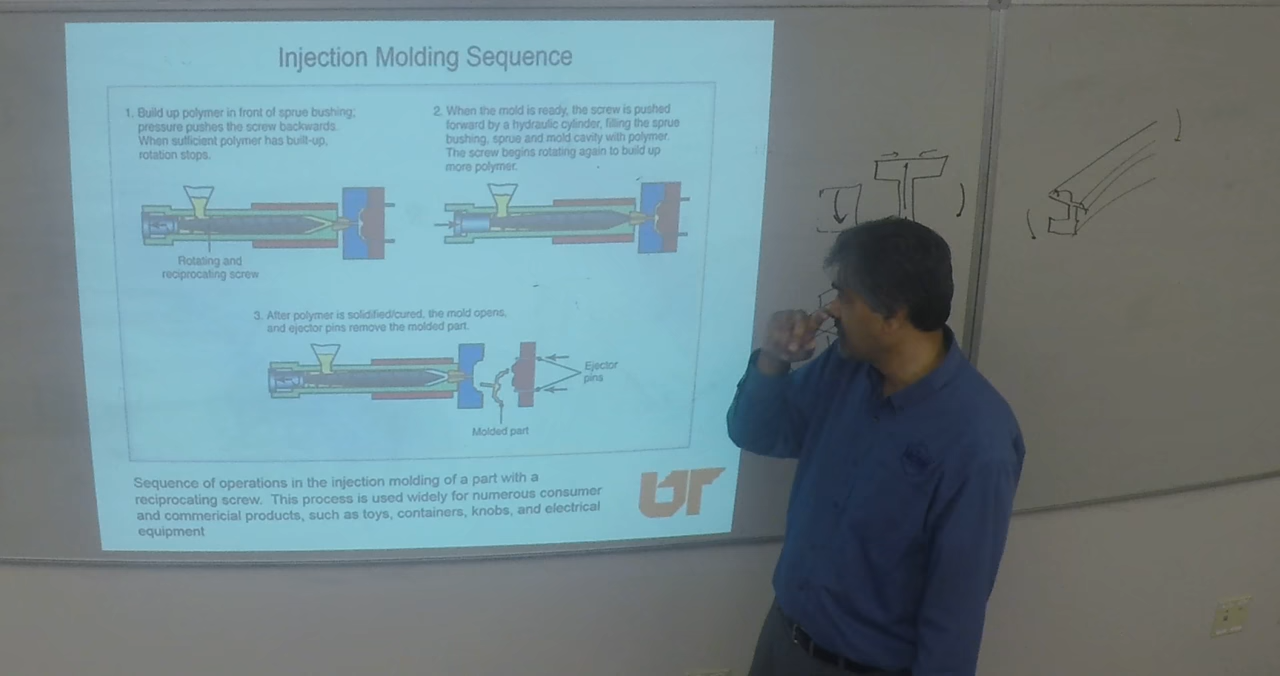 Injection Molding Sequence
1. Build up polymer in front of sprue bushing;
pressure pushes the screw backwards.
When sufficient polymer has built-up,
rotation stops.
2. When the mold is ready, the screw is pushed
forward by a hydraulic cylinder, filling the sprue
bushing, sprue and mold cavity with polymer.
The screw begins rotating again to build up
more polymer.
Rotating and
reciprocating screw
3. After polymer is solidified/cured, the mold opens,
and ejector pins remove the molded part.
Ejector
pins
Molded part
Sequence of operations in the injection molding of a part with a
reciprocating screw. This process is used widely for numerous consumer
and commericial products, such as toys, containers, knobs, and electrical
equipment
UT